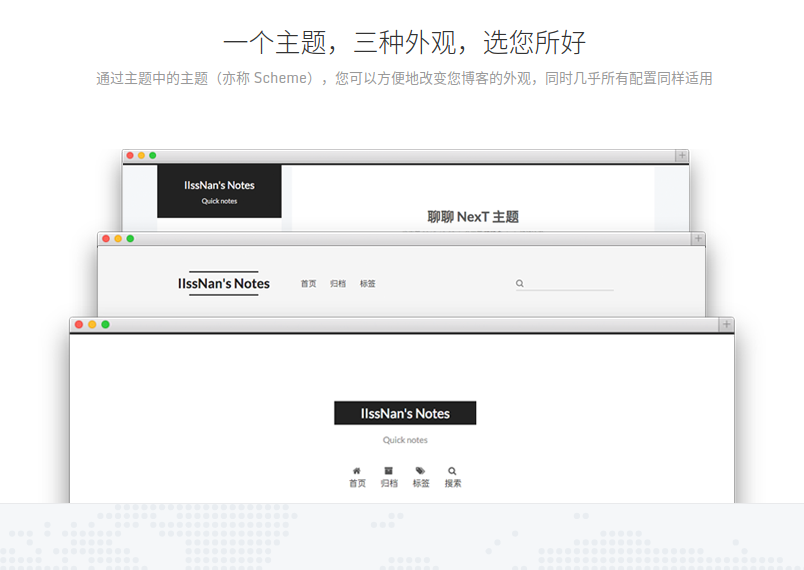 一个主题，三种外观，选您所好
通过主题中的主题（亦称 Scheme），您可以方便地改变您博客的外观，同时几乎所有配置同样适用
IIssNan's Notes
Quick notes
聊聊 NexT 主题
IIssNan's Notes
首页 归档 标签
IIssNan's Notes
Quick notes
首页 归档 标签 搜索